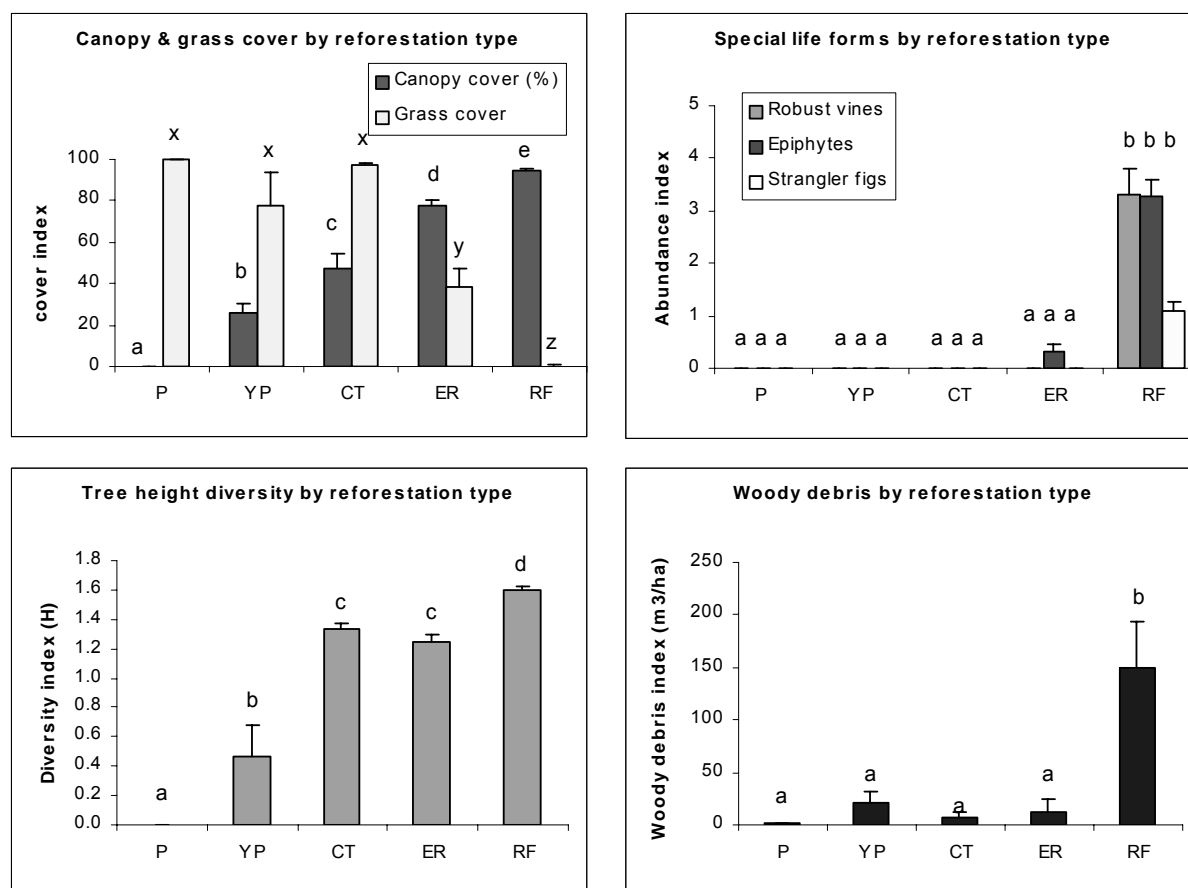 Canopy & grass cover by reforestation type
Canopy cover (%)
Grass cover
cover index
100
80
60
40
20
0
a
x
b
x
c
x
d
y
e
z
P
YP
CT
ER
RF
Special life forms by reforestation type
Robust vines
Epiphytes
Strangler figs
Abundance index
5
4
3
2
1
0
a a a
a a a
a a a
a a a
b b b
P
YP
CT
ER
RF
Tree height diversity by reforestation type
Diversity index (H)
1.8
1.6
1.4
1.2
1.0
0.8
0.6
0.4
0.2
0.0
a
b
c
c
d
P
YP
CT
ER
RF
Woody debris by reforestation type
Woody debris index (m3/ha)
250
200
150
100
50
0
a
a
a
a
b
P
YP
CT
ER
RF